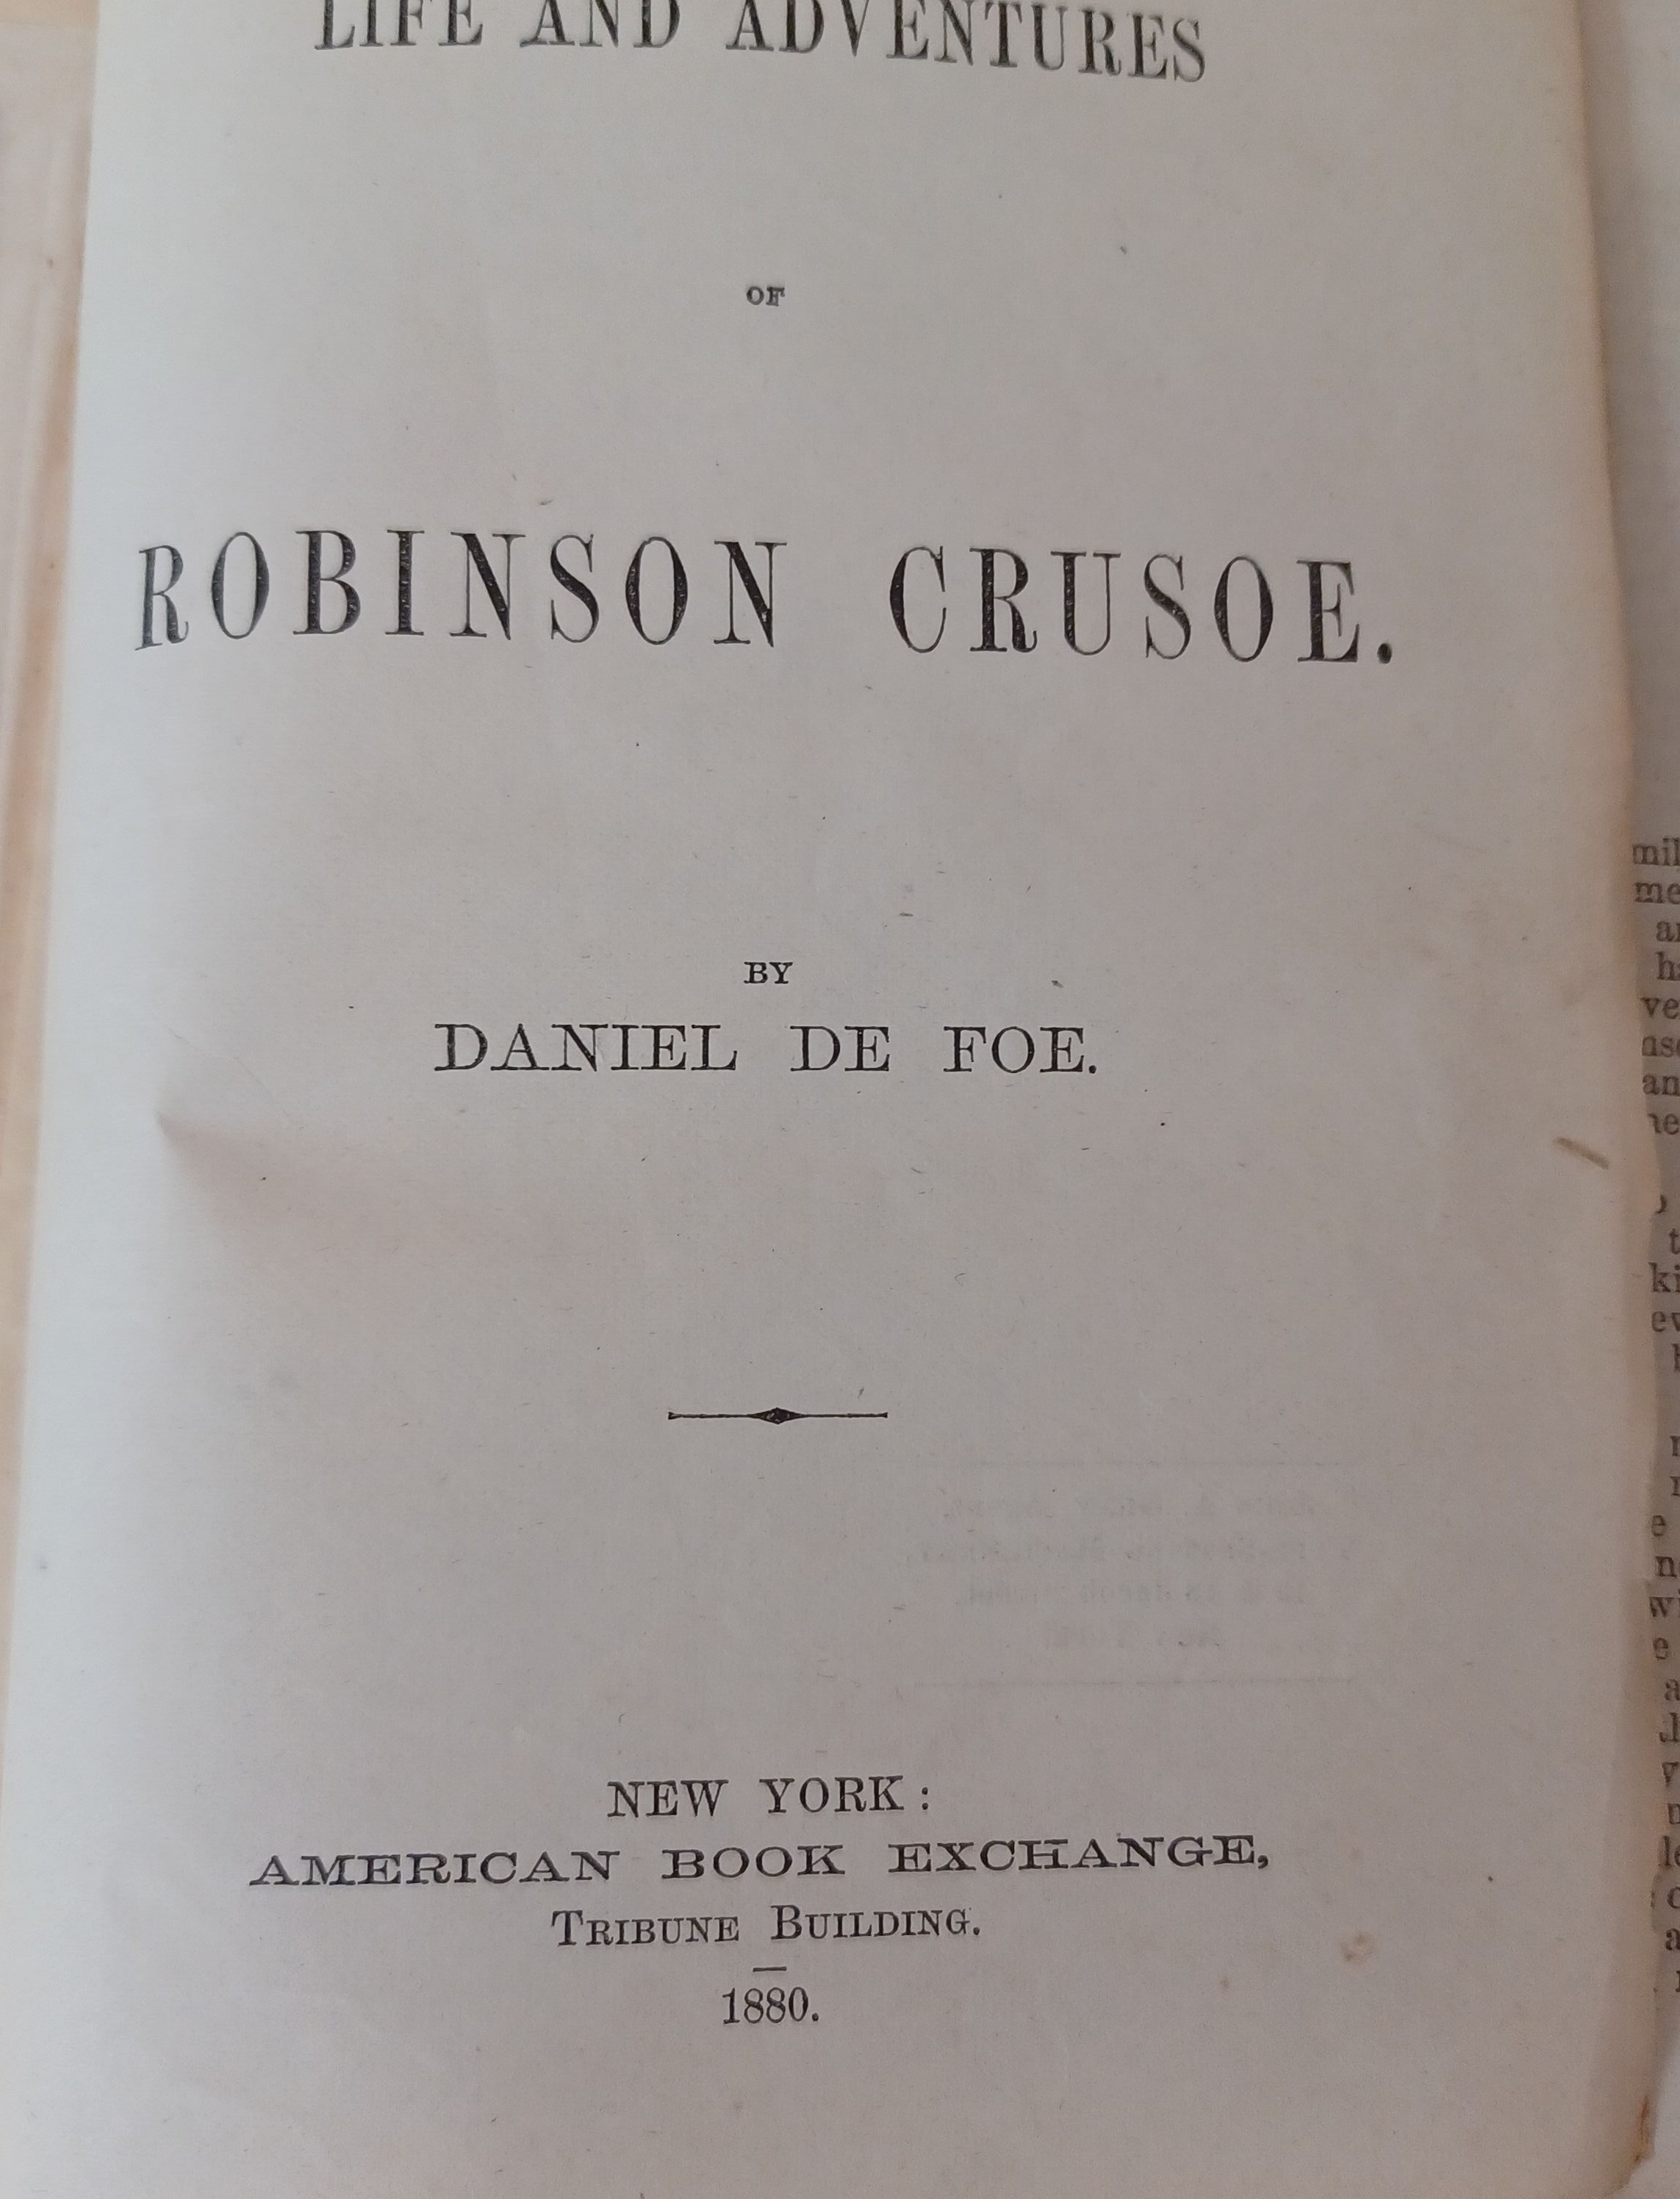 LIFE AND ADVENTURES
OF
ROBINSON CRUSOE.
BY
DANIEL DE FOE.
NEW YORK:
AMERICAN BOOK EXCHANGE,
TRIBUNE BUILDING.
1880.